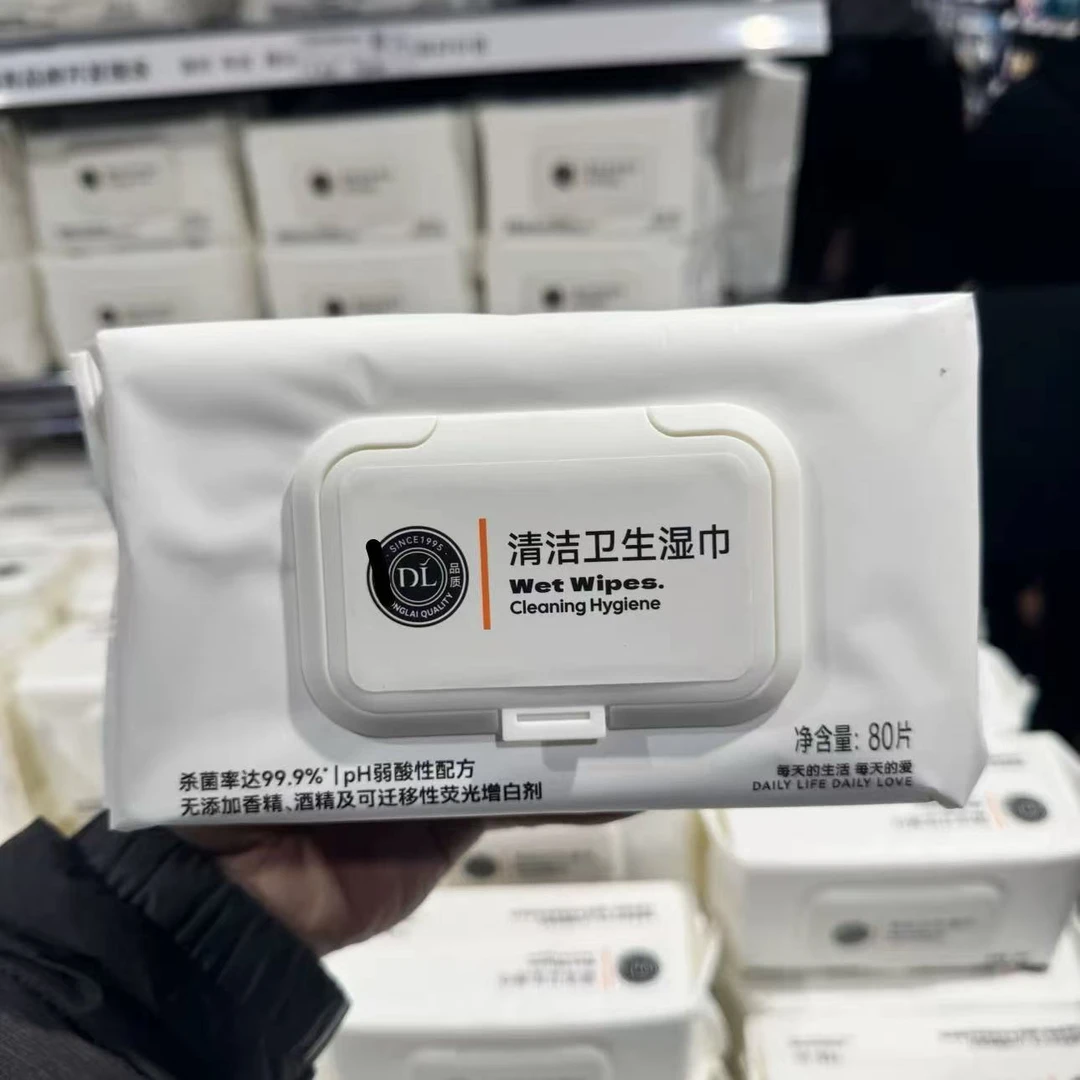 SINCE1995
DL
品质
INGLAI QUALITY
清洁卫生湿巾
Wet Wipes.
Cleaning Hygiene
净含量: 80片
每天的生活 每天的爱
DAILY LIFE DAILY LOVE
杀菌率达99.9%* | pH弱酸性配方
无添加香精、酒精及可迁移性荧光增白剂